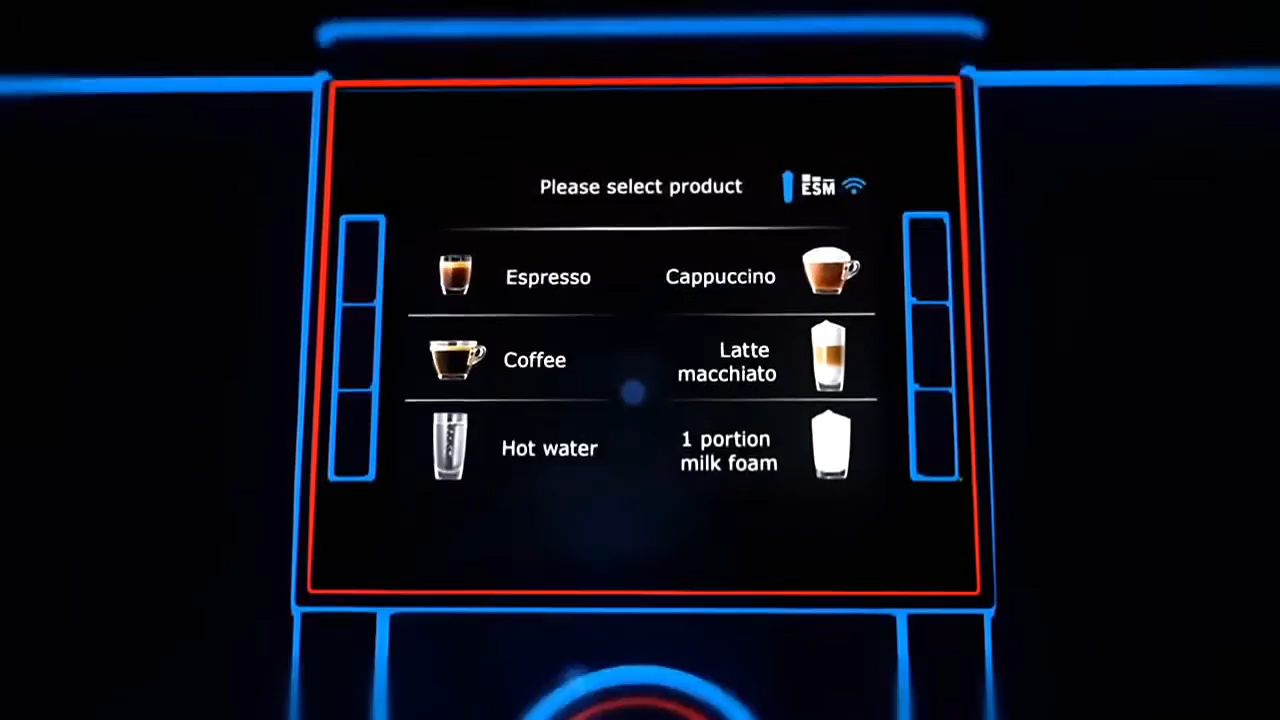 Please select product
ESM
Espresso
Cappuccino
Coffee
Latte
macchiato
Hot water
1 portion
milk foam